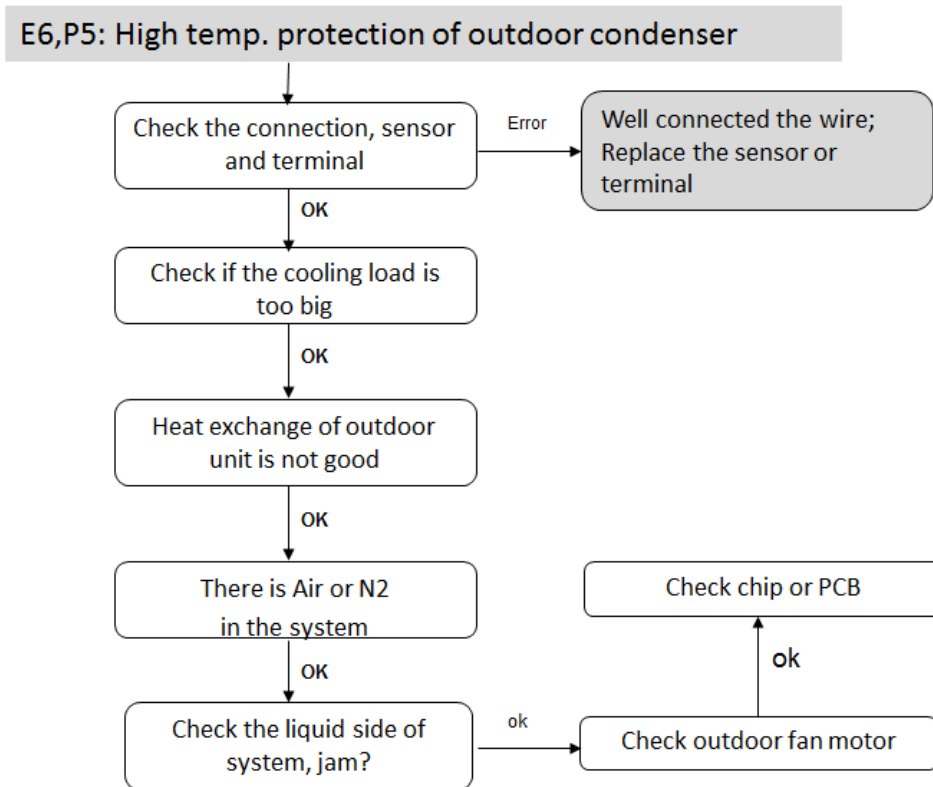 E6,P5: High temp. protection of outdoor condenser
Check the connection, sensor
and terminal
Error
Well connected the wire;
Replace the sensor or
terminal
OK
Check if the cooling load is
too big
OK
Heat exchange of outdoor
unit is not good
OK
There is Air or N2
in the system
OK
Check the liquid side of
system, jam?
ok
Check outdoor fan motor
ok
Check chip or PCB